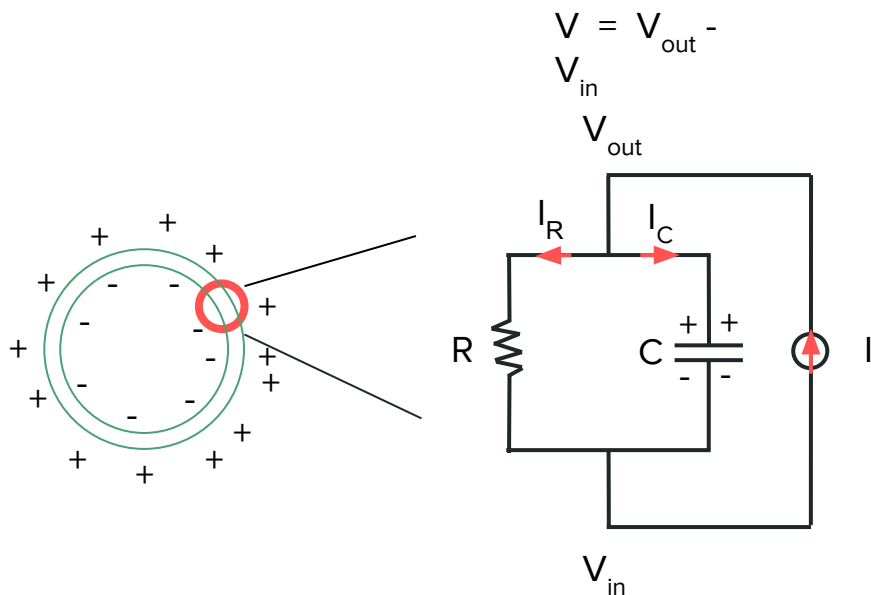 V = Vout -
Vin
Vout
IR
IC
+ + + + + + + + + + + + + + +
- - - - - - - - -
R
C
+ +
- -
I
Vin